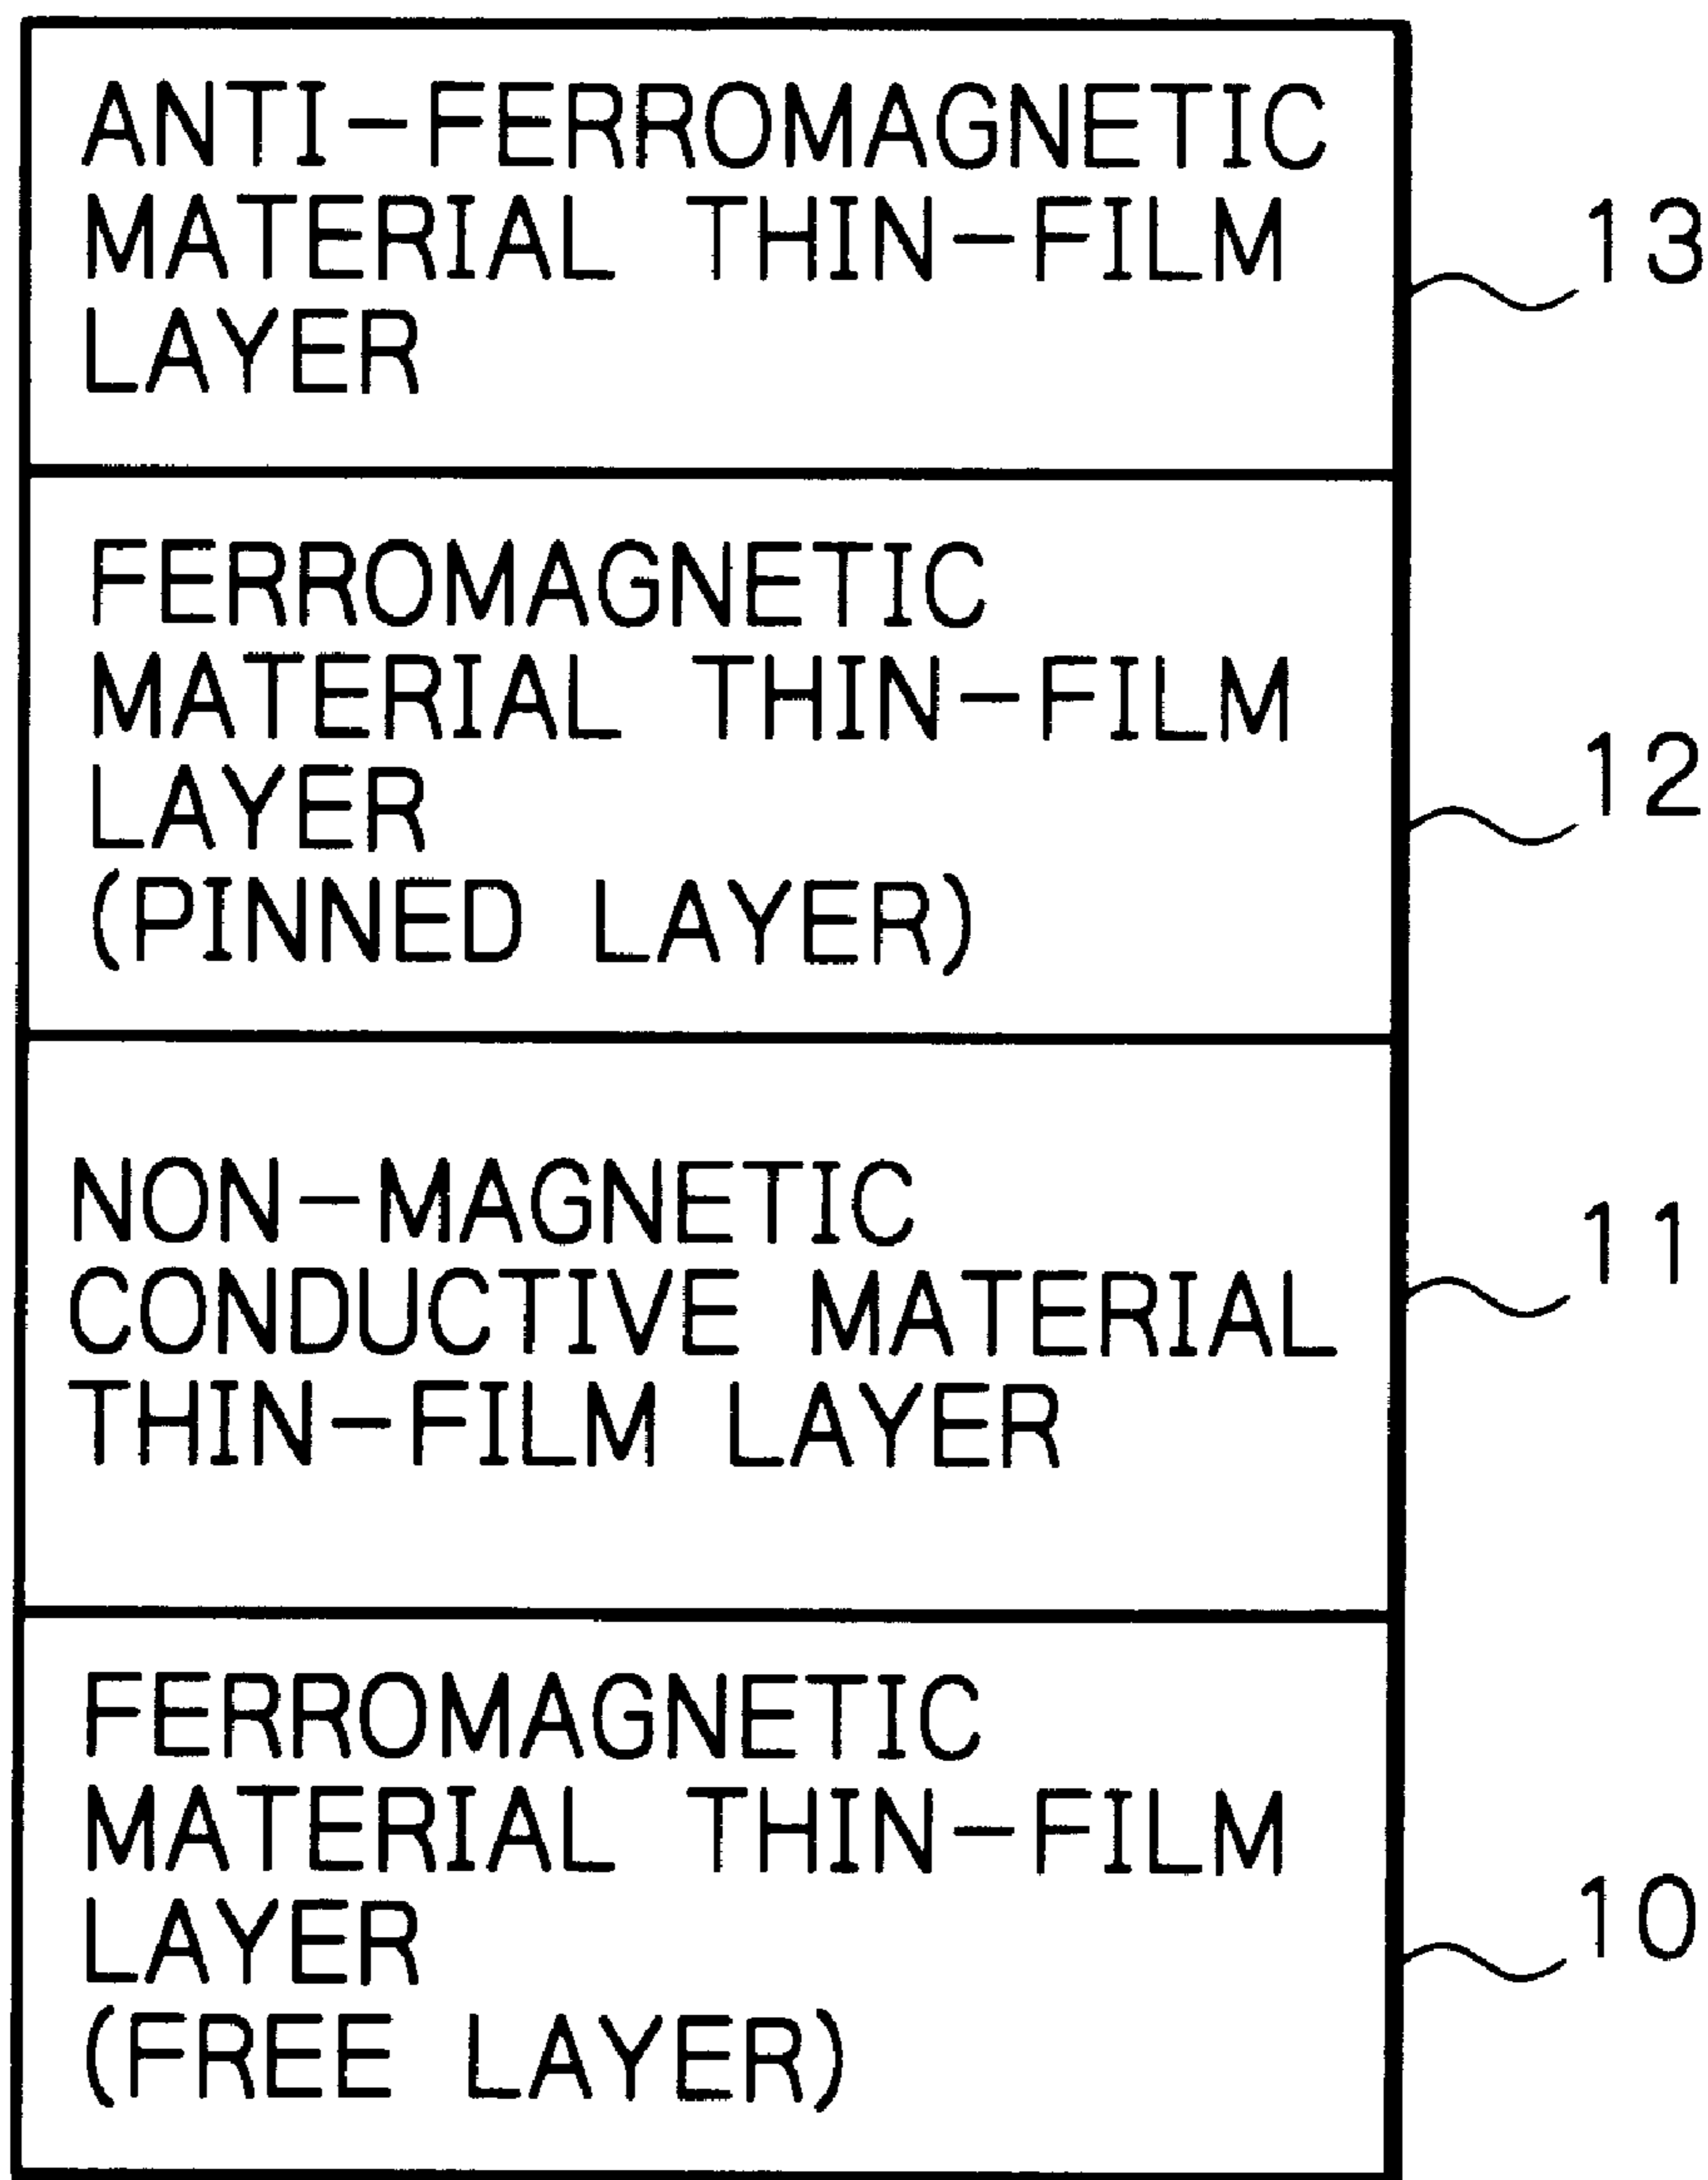 ANTI-FERROMAGNETIC
MATERIAL THIN-FILM
LAYER
13
FERROMAGNETIC
MATERIAL THIN-FILM
LAYER
(PINNED LAYER)
12
NON-MAGNETIC
CONDUCTIVE MATERIAL
THIN-FILM LAYER
11
FERROMAGNETIC
MATERIAL THIN-FILM
LAYER
(FREE LAYER)
10